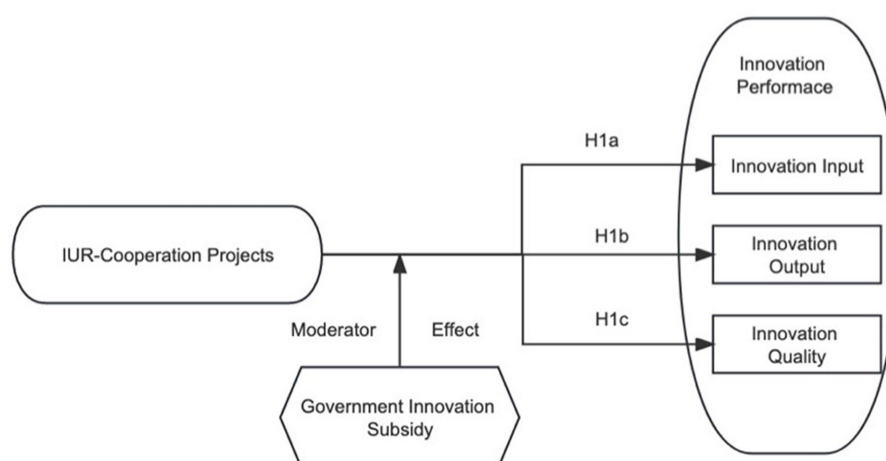 Innovation
Performace
H1a
Innovation Input
IUR-Cooperation Projects
H1b
Innovation
Output
Moderator Effect
H1c
Innovation
Quality
Government Innovation
Subsidy